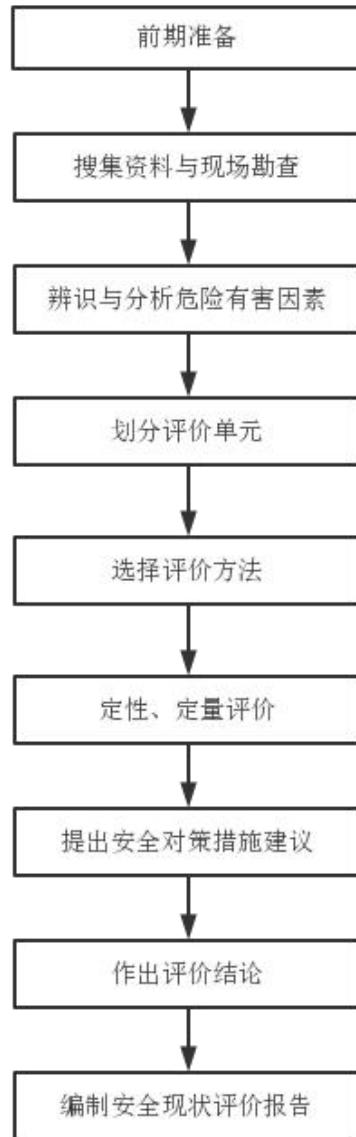 前期准备
搜集资料与现场勘查
辨识与分析危险有害因素
划分评价单元
选择评价方法
定性、定量评价
提出安全对策措施建议
作出评价结论
编制安全现状评价报告